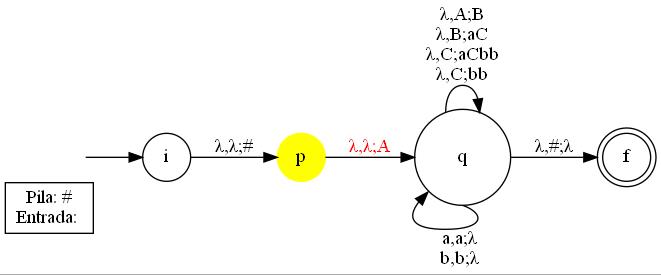 λ,A;B
λ,B;aC
λ,C;aCbb
λ,C;bb
i
λ,λ;#
p
λ,λ;A
q
λ,#;λ
f
Pila: #
Entrada:
a,a;λ
b,b;λ